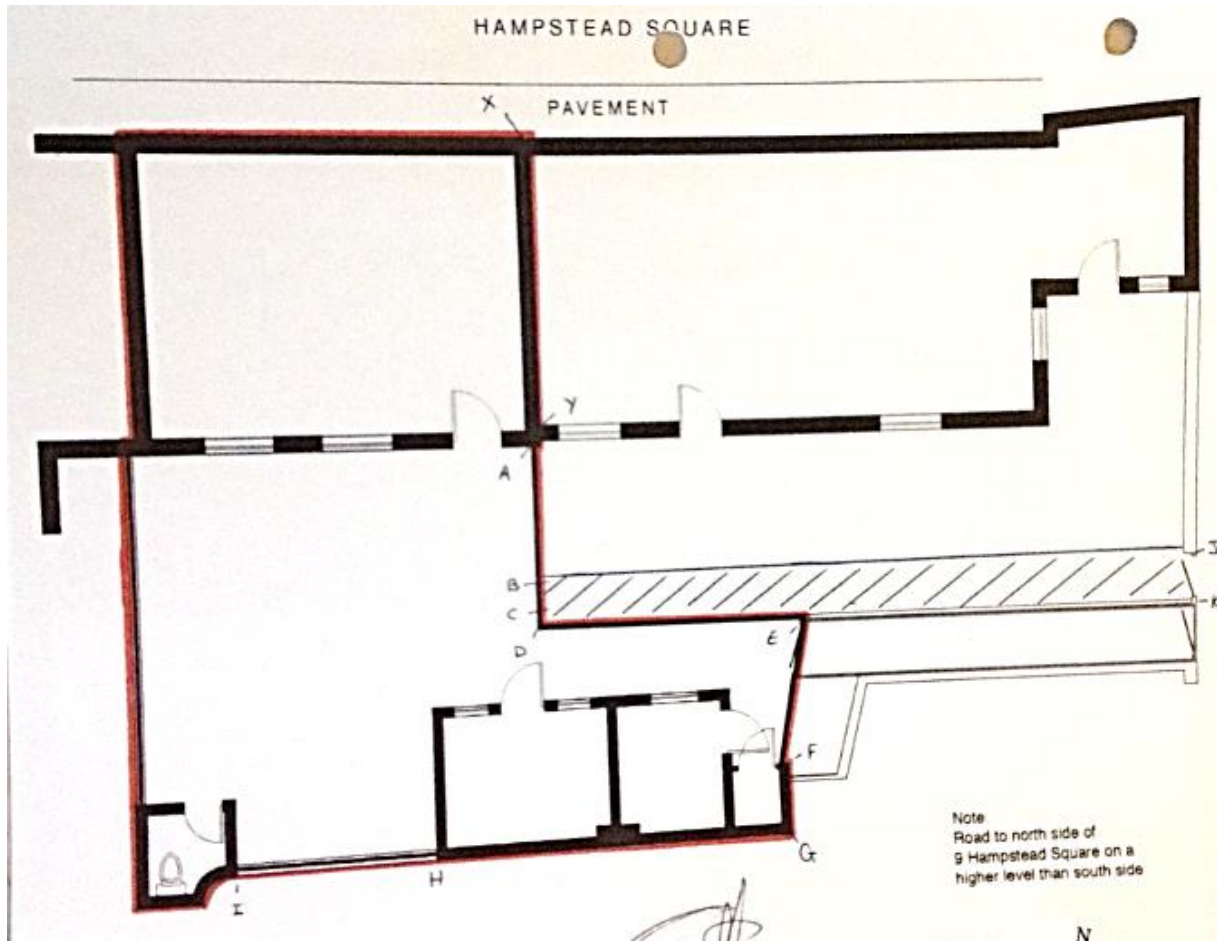 HAMPSTEAD SQUARE
X
PAVEMENT
Y
A
B
C
J
K
D
E
F
G
H
I
Note
Road to north side of
9 Hampstead Square on a
higher level than south side
N